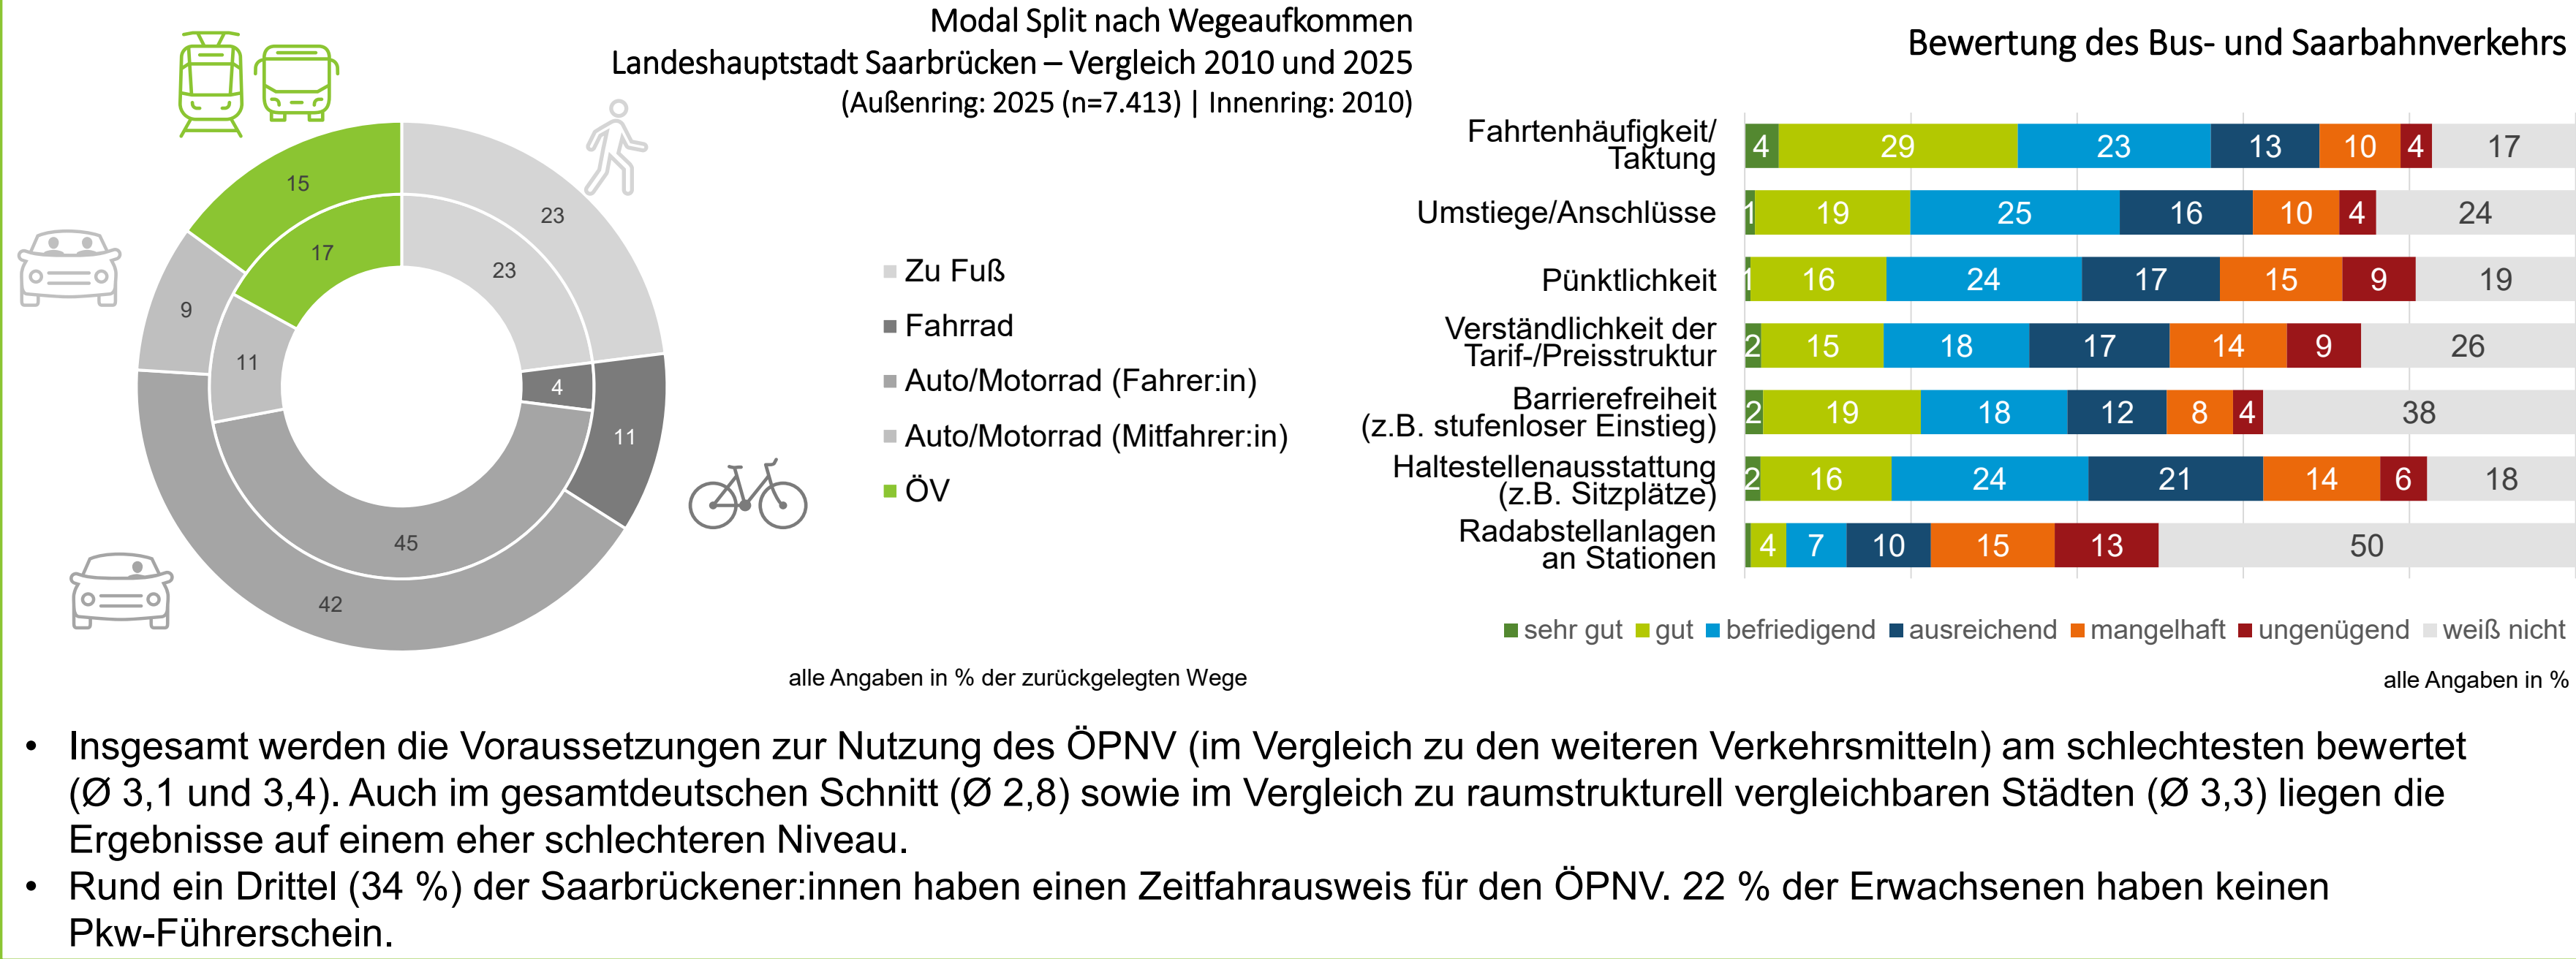 Modal Split nach Wegeaufkommen
Landeshauptstadt Saarbrücken – Vergleich 2010 und 2025
(Außenring: 2025 (n=7.413) | Innenring: 2010)
15
23
17
23
9
11
4
11
45
42
Zu Fuß
Fahrrad
Auto/Motorrad (Fahrer:in)
Auto/Motorrad (Mitfahrer:in)
ÖV
alle Angaben in % der zurückgelegten Wege
Bewertung des Bus- und Saarbahnverkehrs
Fahrtenhäufigkeit/
Taktung
4 29 23 13 10 4 17
Umstiege/Anschlüsse
1 19 25 16 10 4 24
Pünktlichkeit
1 16 24 17 15 9 19
Verständlichkeit der
Tarif-/Preisstruktur
2 15 18 17 14 9 26
Barrierefreiheit
(z.B. stufenloser Einstieg)
2 19 18 12 8 4 38
Haltestellenausstattung
(z.B. Sitzplätze)
2 16 24 21 14 6 18
Radabstellanlagen
an Stationen
4 7 10 15 13 50
sehr gut gut befriedigend ausreichend mangelhaft ungenügend weiß nicht
alle Angaben in %
• Insgesamt werden die Voraussetzungen zur Nutzung des ÖPNV (im Vergleich zu den weiteren Verkehrsmitteln) am schlechtesten bewertet
(Ø 3,1 und 3,4). Auch im gesamtdeutschen Schnitt (Ø 2,8) sowie im Vergleich zu raumstrukturell vergleichbaren Städten (Ø 3,3) liegen die
Ergebnisse auf einem eher schlechteren Niveau.
• Rund ein Drittel (34 %) der Saarbrückener:innen haben einen Zeitfahrausweis für den ÖPNV. 22 % der Erwachsenen haben keinen
Pkw-Führerschein.